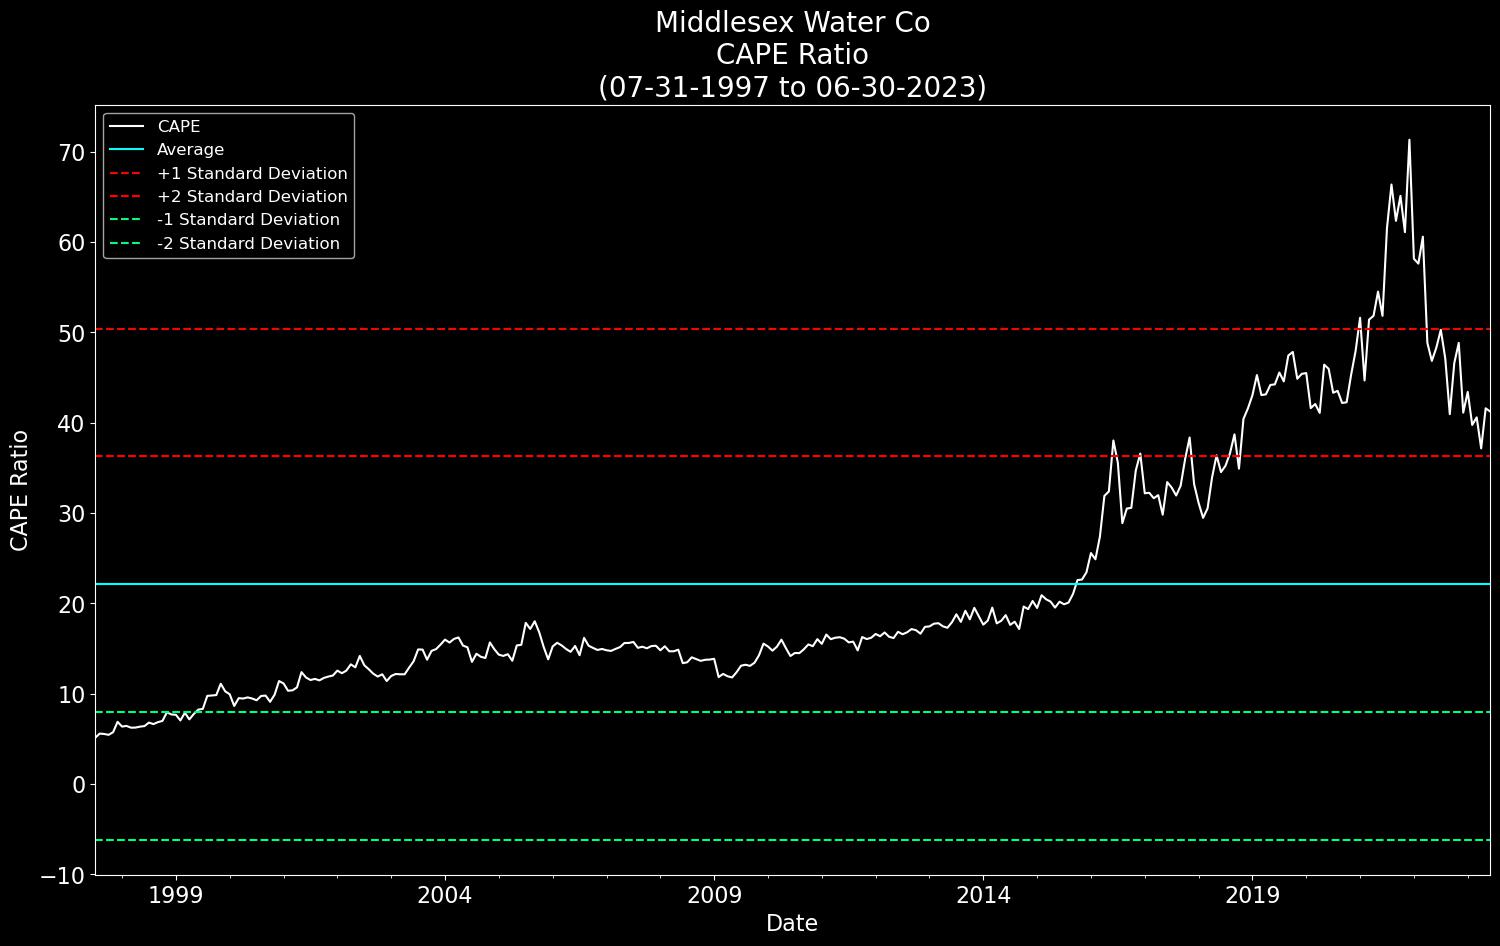 Middlesex Water Co
CAPE Ratio
(07-31-1997 to 06-30-2023)
CAPE
Average
+1 Standard Deviation
+2 Standard Deviation
-1 Standard Deviation
-2 Standard Deviation
70
60
50
40
30
20
10
0
−10
CAPE Ratio
1999
2004
2009
2014
2019
Date